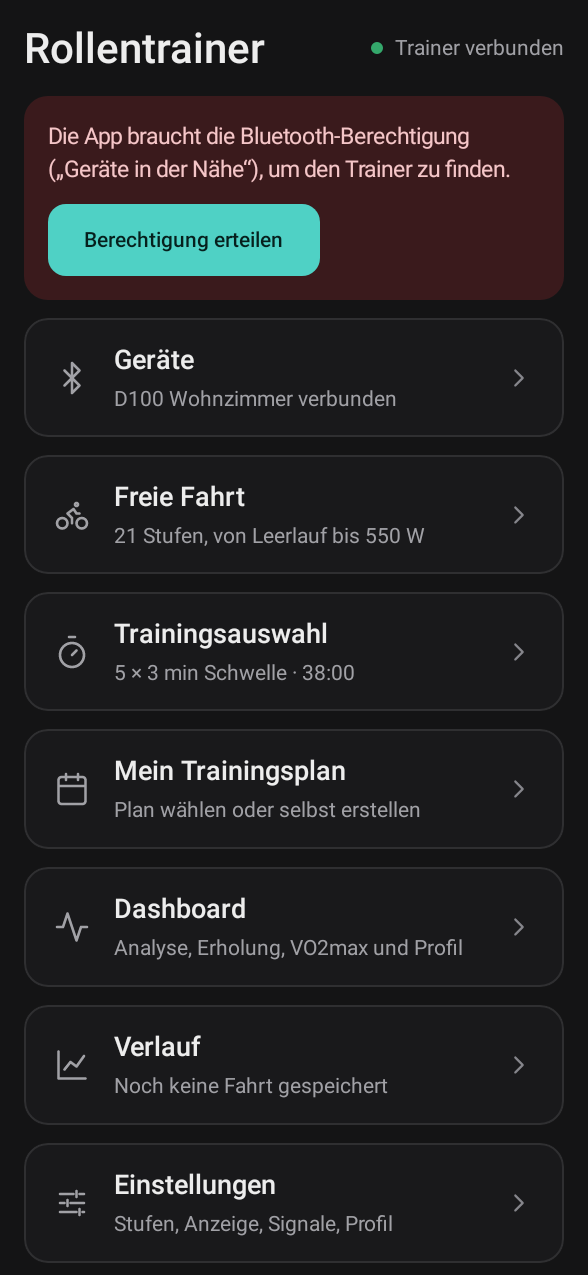 Rollentrainer
Trainer verbunden
Die App braucht die Bluetooth-Berechtigung
(„Geräte in der Nähe“), um den Trainer zu finden.
Berechtigung erteilen
Geräte
D100 Wohnzimmer verbunden
Freie Fahrt
21 Stufen, von Leerlauf bis 550 W
Trainingsauswahl
5 × 3 min Schwelle · 38:00
Mein Trainingsplan
Plan wählen oder selbst erstellen
Dashboard
Analyse, Erholung, VO2max und Profil
Verlauf
Noch keine Fahrt gespeichert
Einstellungen
Stufen, Anzeige, Signale, Profil